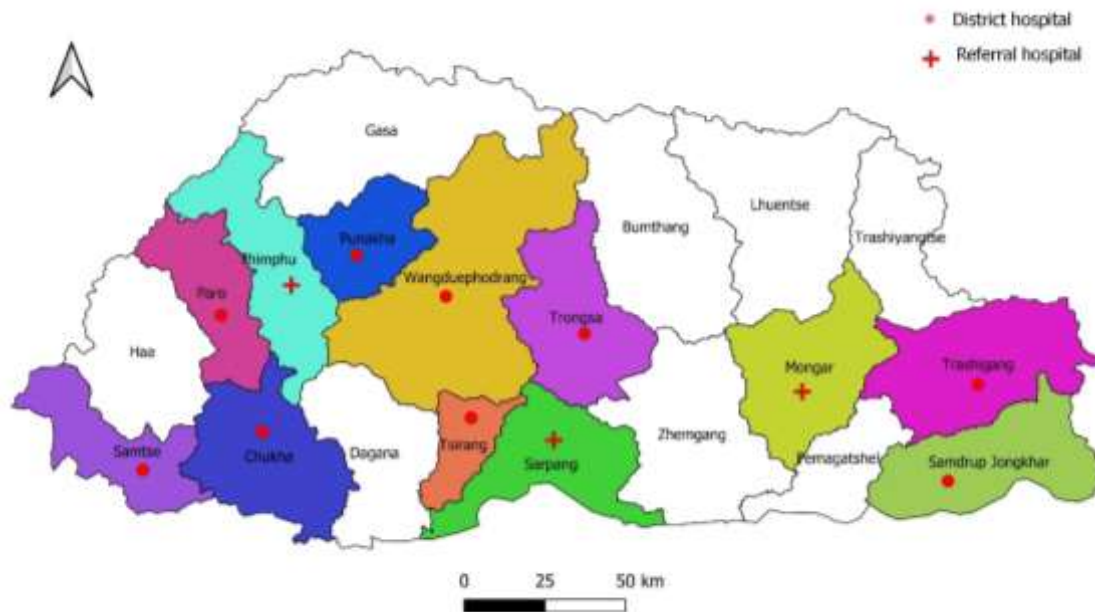 District hospital
Referral hospital
Gasa
Bumthang
Lhuentse
Trashiyangtse
Punakha
Thimphu
Wangduephodrang
Paro
Trongsa
Haa
Mongar
Trashigang
Samtse
Chukha
Dagana
Tsirang
Sarpang
Zhemgang
Pemagatshel
Samdrup Jongkhar
0 25 50 km